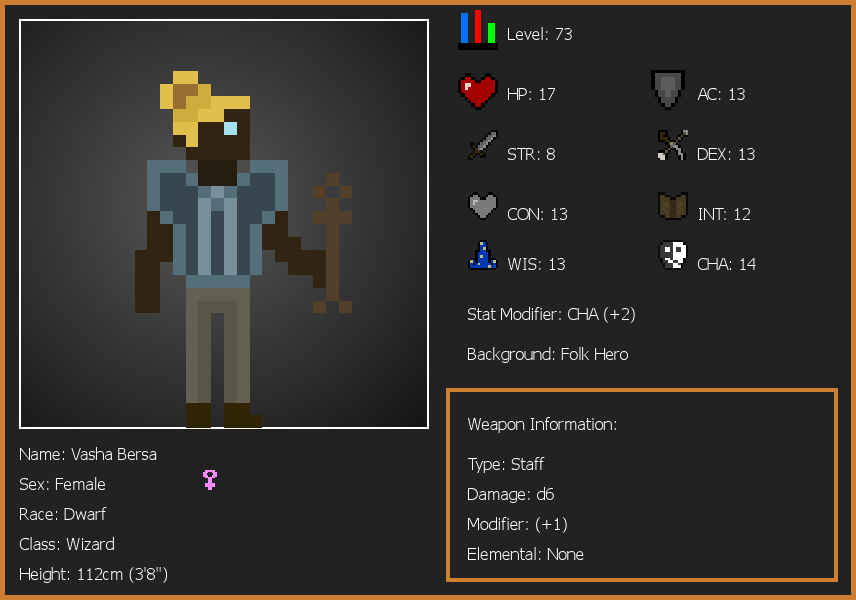 Level: 73
HP: 17
AC: 13
STR: 8
DEX: 13
CON: 13
INT: 12
WIS: 13
CHA: 14
Stat Modifier: CHA (+2)
Background: Folk Hero
Weapon Information:
Type: Staff
Damage: d6
Modifier: (+1)
Elemental: None
Name: Vasha Bersa
Sex: Female
Race: Dwarf
Class: Wizard
Height: 112cm (3'8")